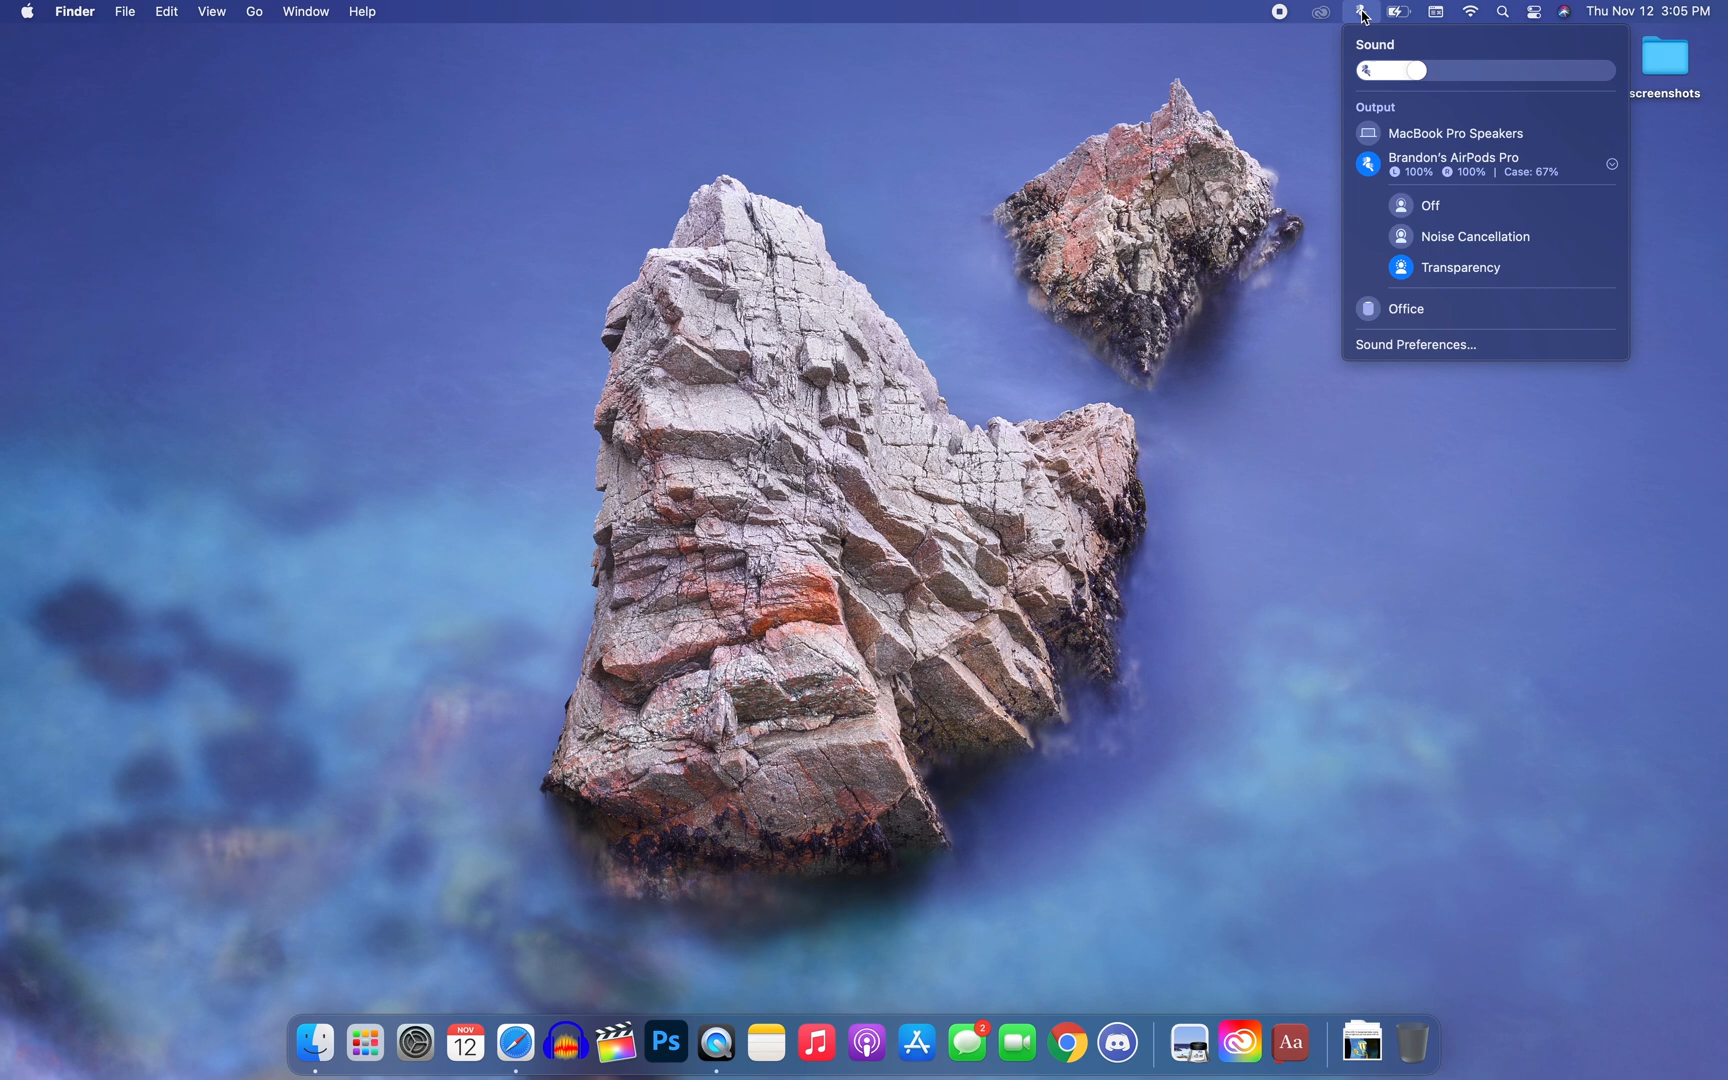 Finder File Edit View Go Window Help Thu Nov 12 3:05 PM
Sound
Output
MacBook Pro Speakers
Brandon's AirPods Pro
L 100% R 100% | Case: 67%
Off
Noise Cancellation
Transparency
Office
Sound Preferences...
screenshots
NOV
12
Ps
2
Aa